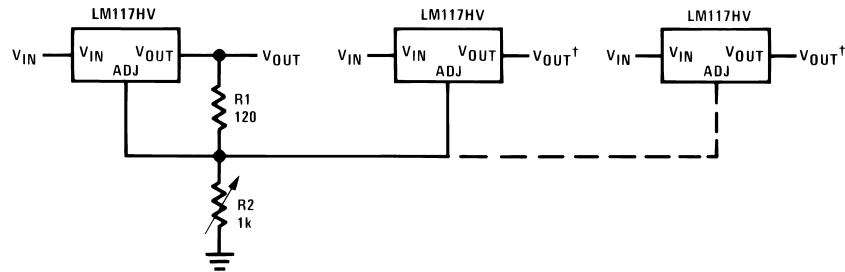 LM117HV
LM117HV
LM117HV
VIN
VIN VOUT
ADJ
VOUT
VIN
VIN VOUT
ADJ
VOUT†
VIN
VIN VOUT
ADJ
VOUT†
R1
120
R2
1k